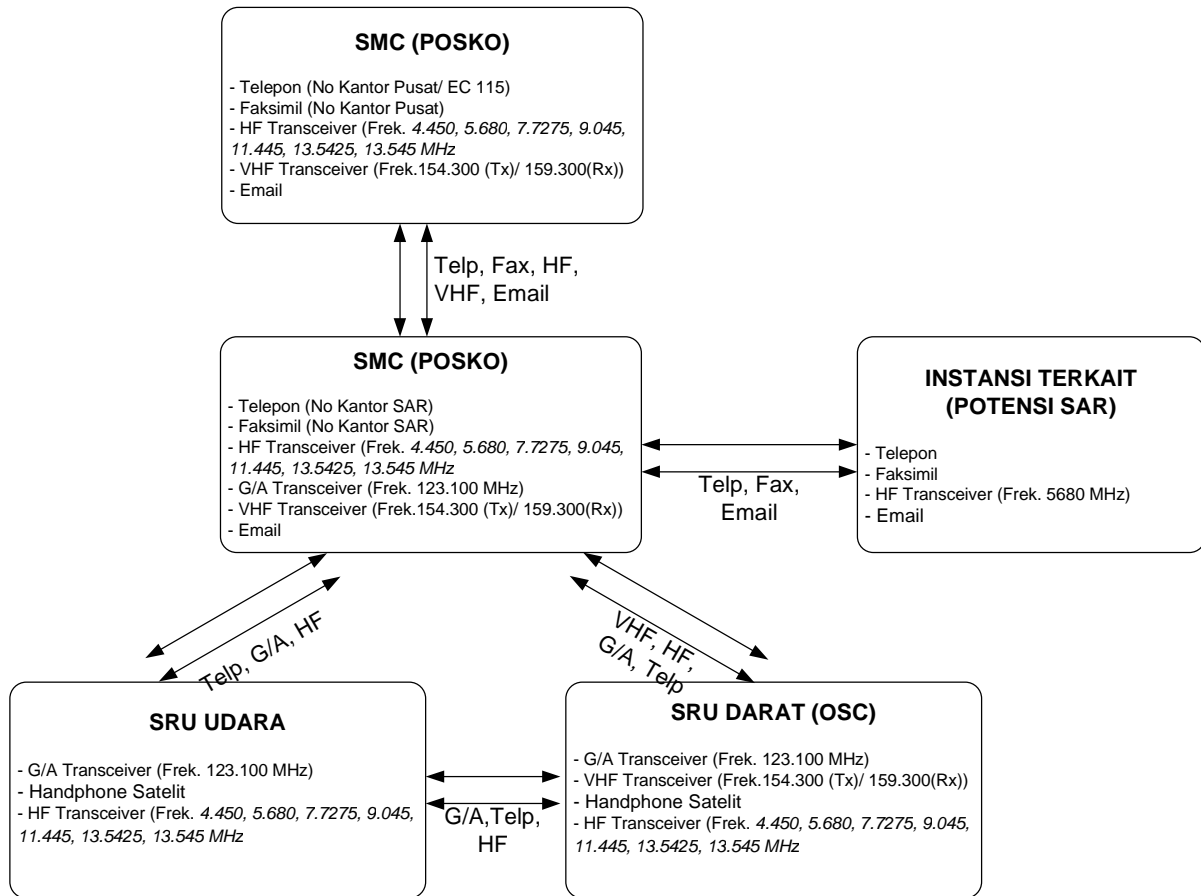 SMC (POSKO)
- Telepon (No Kantor Pusat/ EC 115)
- Faksimil (No Kantor Pusat)
- HF Transceiver (Frek. 4.450, 5.680, 7.7275, 9.045,
11.445, 13.5425, 13.545 MHz
- VHF Transceiver (Frek.154.300 (Tx)/ 159.300(Rx))
- Email
Telp, Fax, HF,
VHF, Email
SMC (POSKO)
- Telepon (No Kantor SAR)
- Faksimil (No Kantor SAR)
- HF Transceiver (Frek. 4.450, 5.680, 7.7275, 9.045,
11.445, 13.5425, 13.545 MHz
- G/A Transceiver (Frek. 123.100 MHz)
- VHF Transceiver (Frek.154.300 (Tx)/ 159.300(Rx))
- Email
Telp, Fax,
Email
INSTANSI TERKAIT
(POTENSI SAR)
- Telepon
- Faksimil
- HF Transceiver (Frek. 5680 MHz)
- Email
Telp, G/A, HF
VHF, HF,
G/A, Telp
SRU UDARA
- G/A Transceiver (Frek. 123.100 MHz)
- Handphone Satelit
- HF Transceiver (Frek. 4.450, 5.680, 7.7275, 9.045,
11.445, 13.5425, 13.545 MHz
G/A,Telp,
HF
SRU DARAT (OSC)
- G/A Transceiver (Frek. 123.100 MHz)
- VHF Transceiver (Frek.154.300 (Tx)/ 159.300(Rx))
- Handphone Satelit
- HF Transceiver (Frek. 4.450, 5.680, 7.7275, 9.045,
11.445, 13.5425, 13.545 MHz